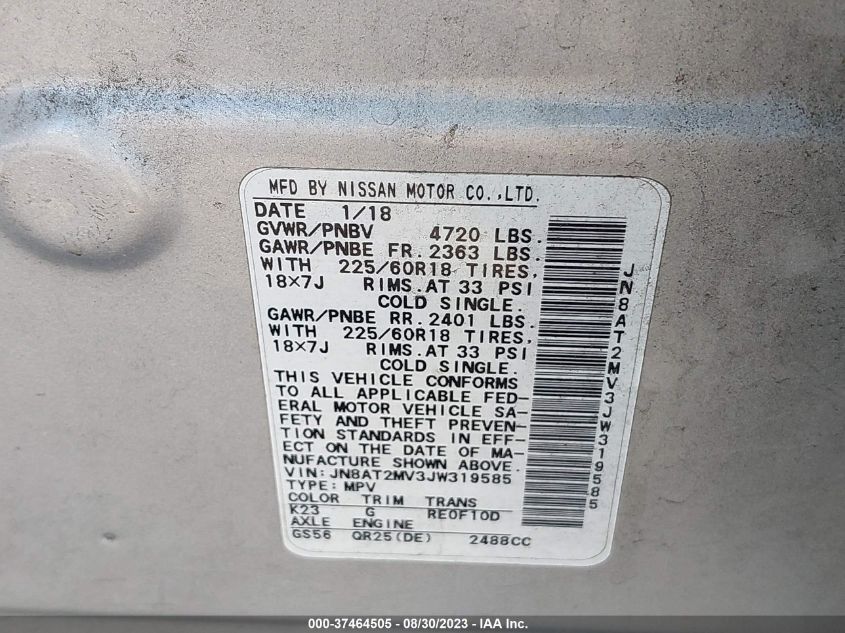 MFD BY NISSAN MOTOR CO.,LTD.
DATE 1/18
GVWR/PNBV 4720 LBS.
GAWR/PNBE FR. 2363 LBS.
WITH 225/60R18 TIRES,
18×7J RIMS.AT 33 PSI
COLD SINGLE.
GAWR/PNBE RR. 2401 LBS.
WITH 225/60R18 TIRES,
18×7J RIMS.AT 33 PSI
COLD SINGLE.
THIS VEHICLE CONFORMS
TO ALL APPLICABLE FED-
ERAL MOTOR VEHICLE SA-
FETY AND THEFT PREVEN-
TION STANDARDS IN EFF-
ECT ON THE DATE OF MA-
NUFACTURE SHOWN ABOVE.
VIN: JN8AT2MV3JW319585
TYPE: MPV
COLOR TRIM TRANS
K23 G RE0F10D
AXLE ENGINE
GS56 QR25(DE) 2488CC
JN8AT2MV3JW319585
000-37464505 - 08/30/2023 - IAA Inc.